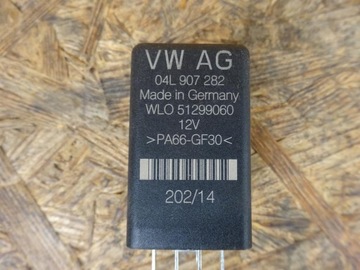 VW AG
04L 907 282
Made in Germany
WLO 51299060
12V
>PA66-GF30<
202/14